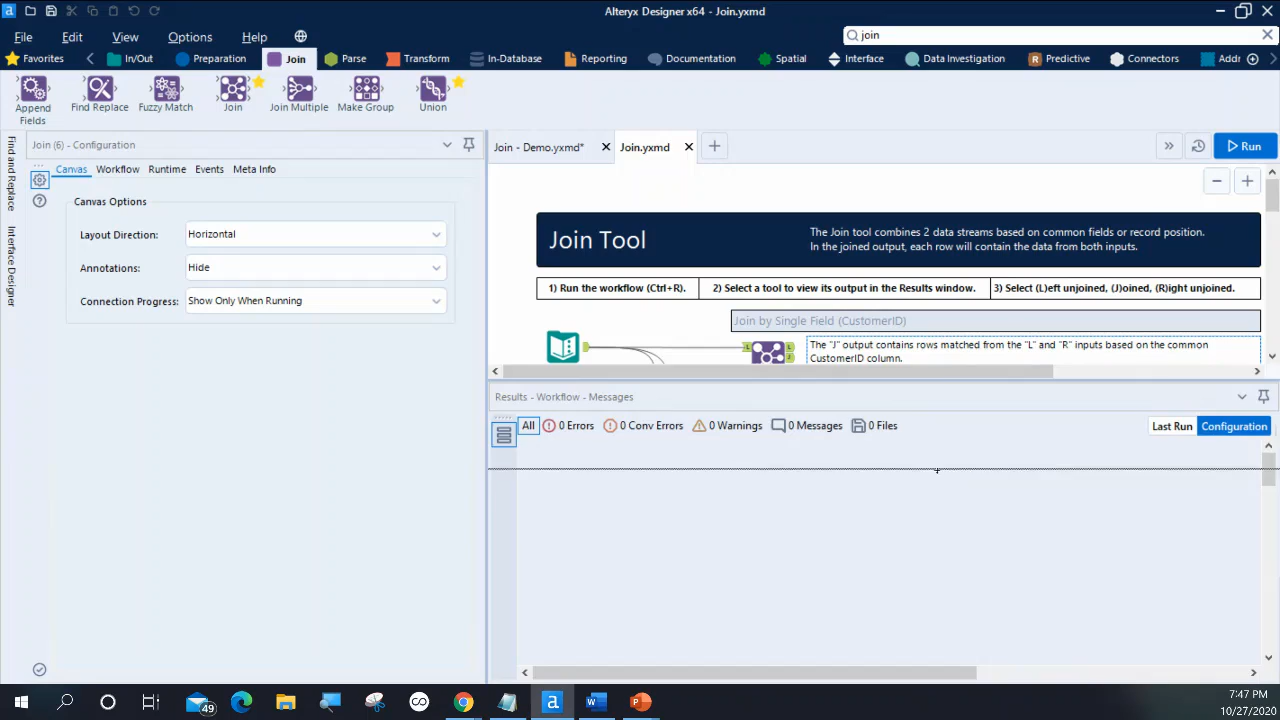 Alteryx Designer x64 - Join.yxmd
File Edit View Options Help
join
Favorites In/Out Preparation Join Parse Transform In-Database Reporting Documentation Spatial Interface Data Investigation Predictive Connectors Addr
Append Fields Find Replace Fuzzy Match Join Join Multiple Make Group Union
Find and Replace
Interface Designer
Join (6) - Configuration
Canvas Workflow Runtime Events Meta Info
Canvas Options
Layout Direction: Horizontal
Annotations: Hide
Connection Progress: Show Only When Running
Join - Demo.yxmd* Join.yxmd
Run
Join Tool
The Join tool combines 2 data streams based on common fields or record position.
In the joined output, each row will contain the data from both inputs.
1) Run the workflow (Ctrl+R). 2) Select a tool to view its output in the Results window. 3) Select (L)eft unjoined, (J)oined, (R)ight unjoined.
Join by Single Field (CustomerID)
L L
J
The "J" output contains rows matched from the "L" and "R" inputs based on the common
CustomerID column.
Results - Workflow - Messages
All 0 Errors 0 Conv Errors 0 Warnings 0 Messages 0 Files Last Run Configuration
49
7:47 PM
10/27/2020